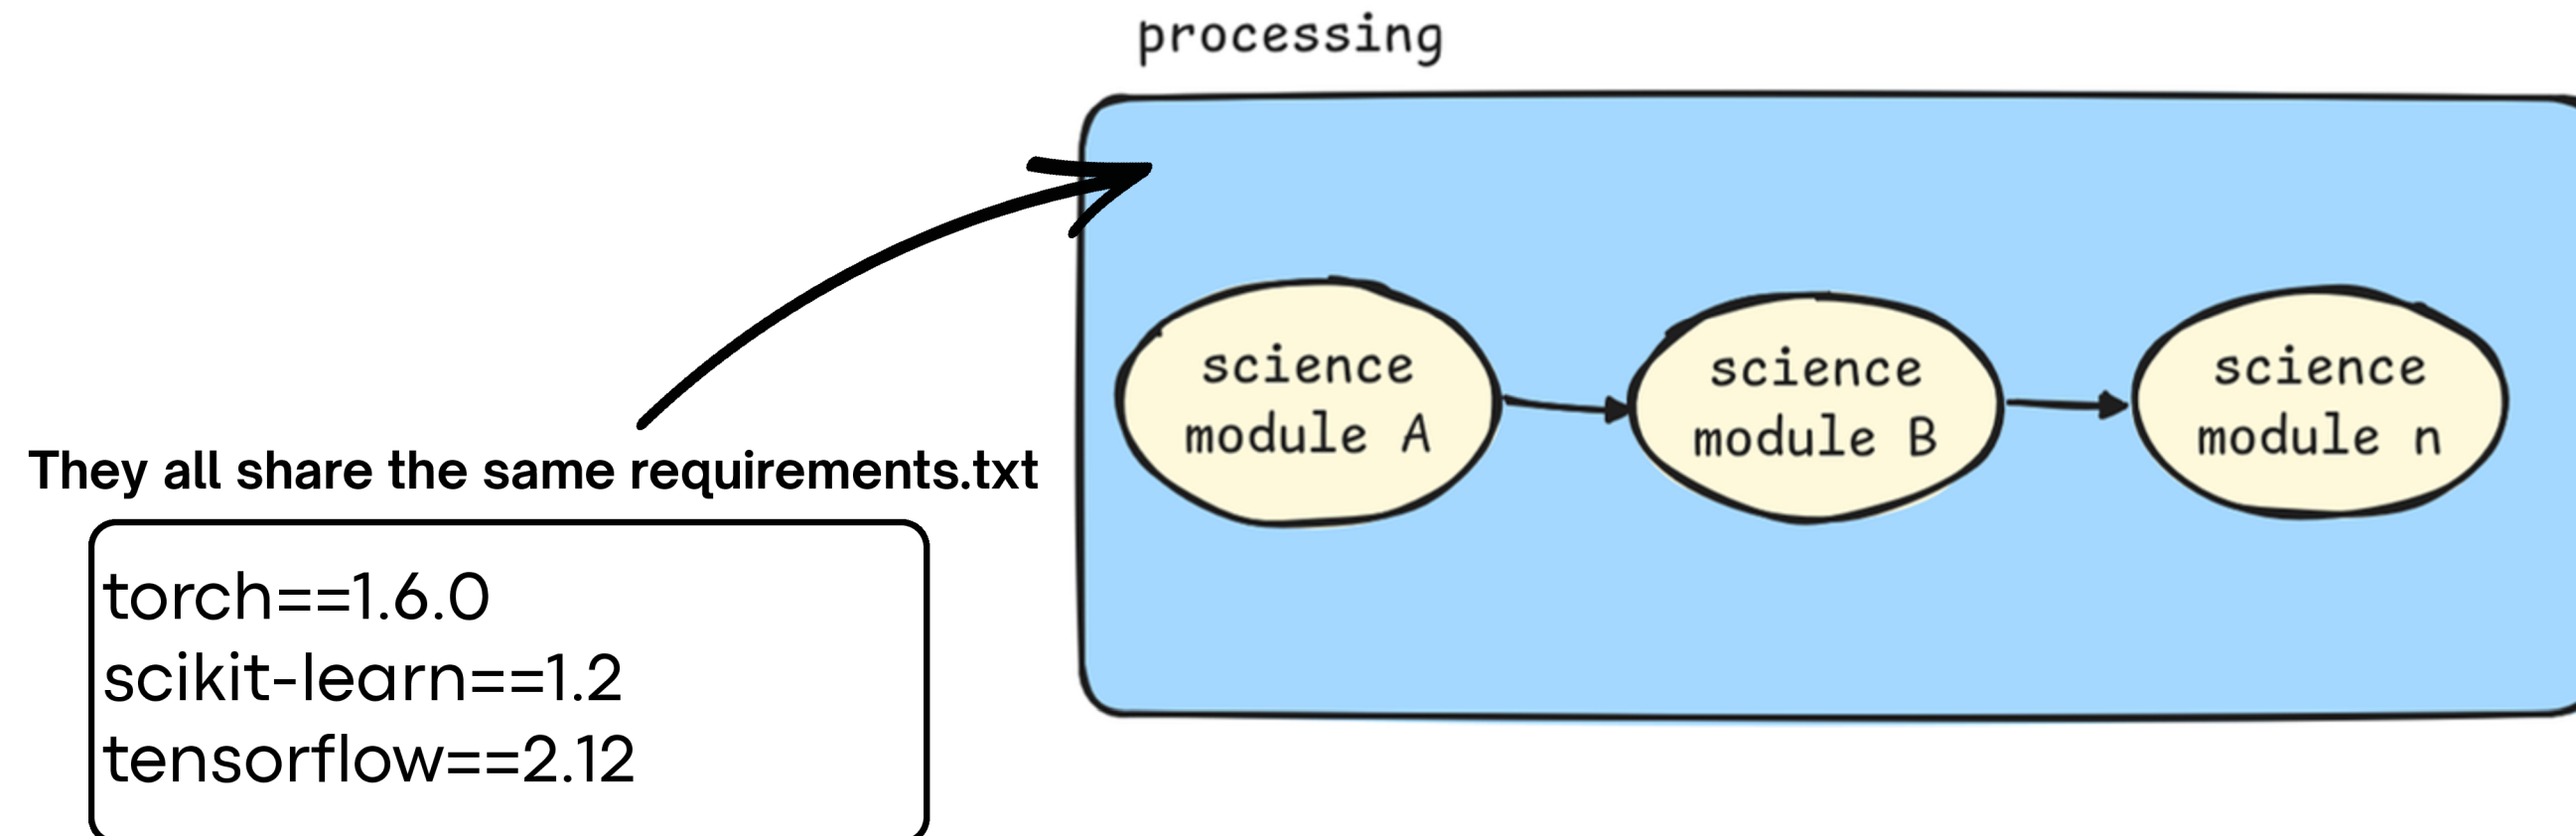 processing
science
module A
science
module B
science
module n
They all share the same requirements.txt
torch==1.6.0
scikit-learn==1.2
tensorflow==2.12